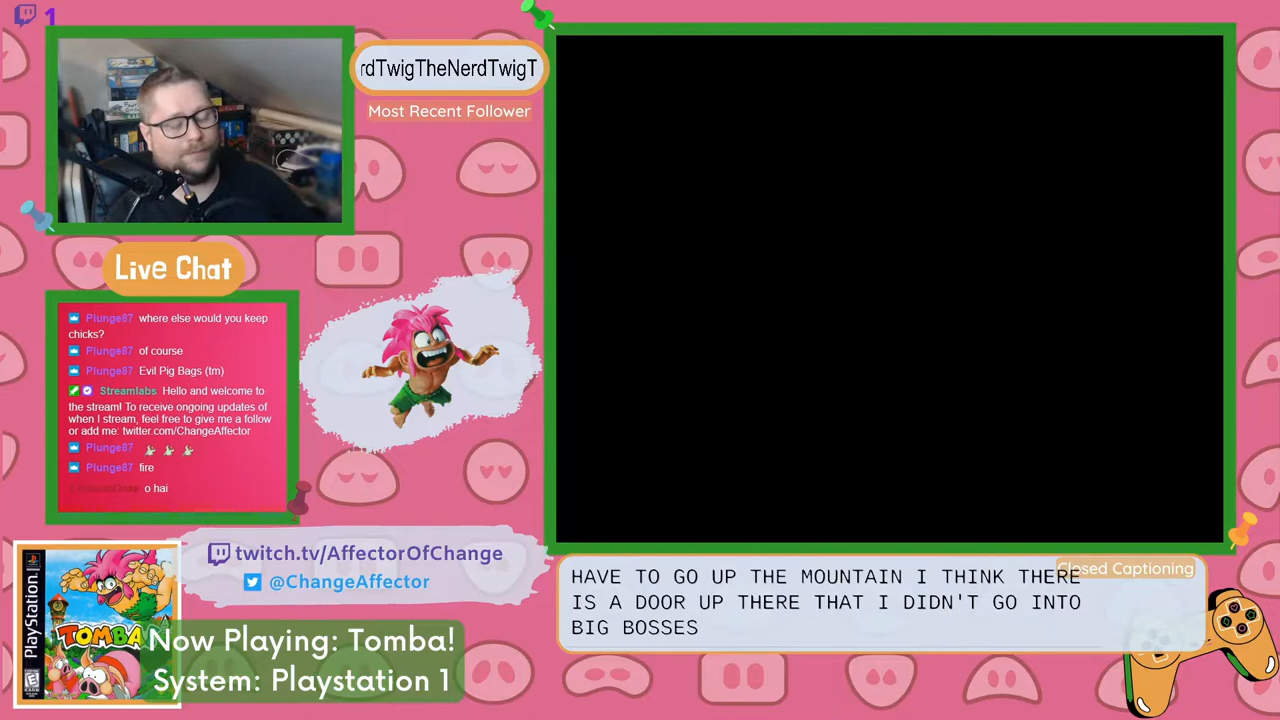 1
rdTwigTheNerdTwigT
Most Recent Follower
Live Chat
Plunge87 where else would you keep
chicks?
Plunge87 of course
Plunge87 Evil Pig Bags (tm)
Streamlabs Hello and welcome to
the stream! To receive ongoing updates of
when I stream, feel free to give me a follow
or add me: twitter.com/ChangeAffector
Plunge87
Plunge87 fire
o hai
twitch.tv/AffectorOfChange
@ChangeAffector
PlayStation
TOMBA
Now Playing: Tomba!
System: Playstation 1
Closed Captioning
HAVE TO GO UP THE MOUNTAIN I THINK THERE
IS A DOOR UP THERE THAT I DIDN'T GO INTO
BIG BOSSES